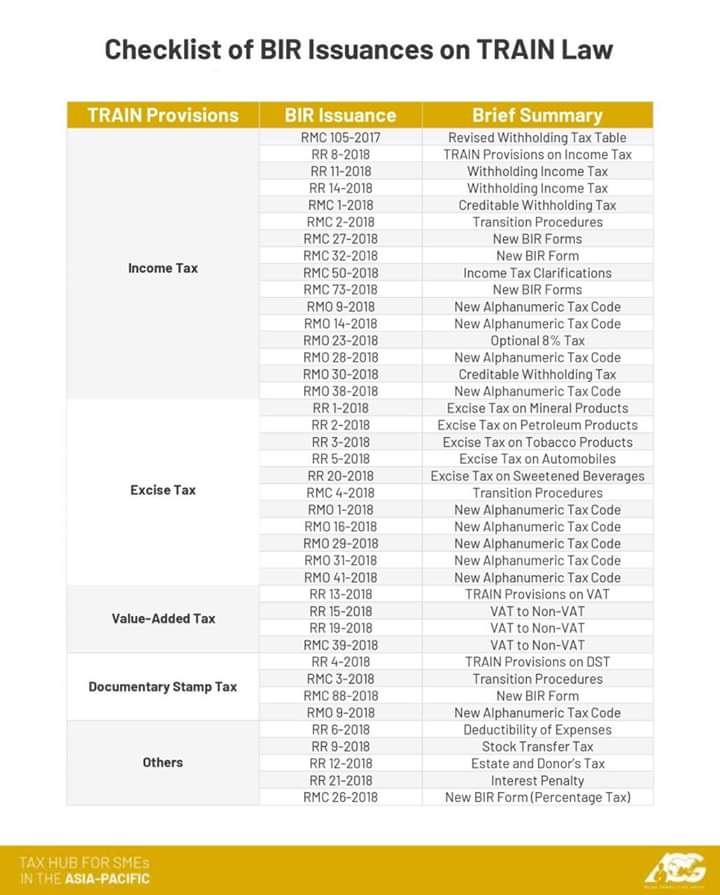 Checklist of BIR Issuances on TRAIN Law
TRAIN Provisions BIR Issuance Brief Summary
Income Tax
RMC 105-2017 Revised Withholding Tax Table
RR 8-2018 TRAIN Provisions on Income Tax
RR 11-2018 Withholding Income Tax
RR 14-2018 Withholding Income Tax
RMC 1-2018 Creditable Withholding Tax
RMC 2-2018 Transition Procedures
RMC 27-2018 New BIR Forms
RMC 32-2018 New BIR Form
RMC 50-2018 Income Tax Clarifications
RMC 73-2018 New BIR Forms
RMO 9-2018 New Alphanumeric Tax Code
RMO 14-2018 New Alphanumeric Tax Code
RMO 23-2018 Optional 8% Tax
RMO 28-2018 New Alphanumeric Tax Code
RMO 30-2018 Creditable Withholding Tax
RMO 38-2018 New Alphanumeric Tax Code
Excise Tax
RR 1-2018 Excise Tax on Mineral Products
RR 2-2018 Excise Tax on Petroleum Products
RR 3-2018 Excise Tax on Tobacco Products
RR 5-2018 Excise Tax on Automobiles
RR 20-2018 Excise Tax on Sweetened Beverages
RMC 4-2018 Transition Procedures
RMO 1-2018 New Alphanumeric Tax Code
RMO 16-2018 New Alphanumeric Tax Code
RMO 29-2018 New Alphanumeric Tax Code
RMO 31-2018 New Alphanumeric Tax Code
RMO 41-2018 New Alphanumeric Tax Code
Value-Added Tax
RR 13-2018 TRAIN Provisions on VAT
RR 15-2018 VAT to Non-VAT
RR 19-2018 VAT to Non-VAT
RMC 39-2018 VAT to Non-VAT
Documentary Stamp Tax
RR 4-2018 TRAIN Provisions on DST
RMC 3-2018 Transition Procedures
RMC 88-2018 New BIR Form
RMO 9-2018 New Alphanumeric Tax Code
Others
RR 6-2018 Deductibility of Expenses
RR 9-2018 Stock Transfer Tax
RR 12-2018 Estate and Donor's Tax
RR 21-2018 Interest Penalty
RMC 26-2018 New BIR Form (Percentage Tax)
TAX HUB FOR SMEs
IN THE ASIA-PACIFIC